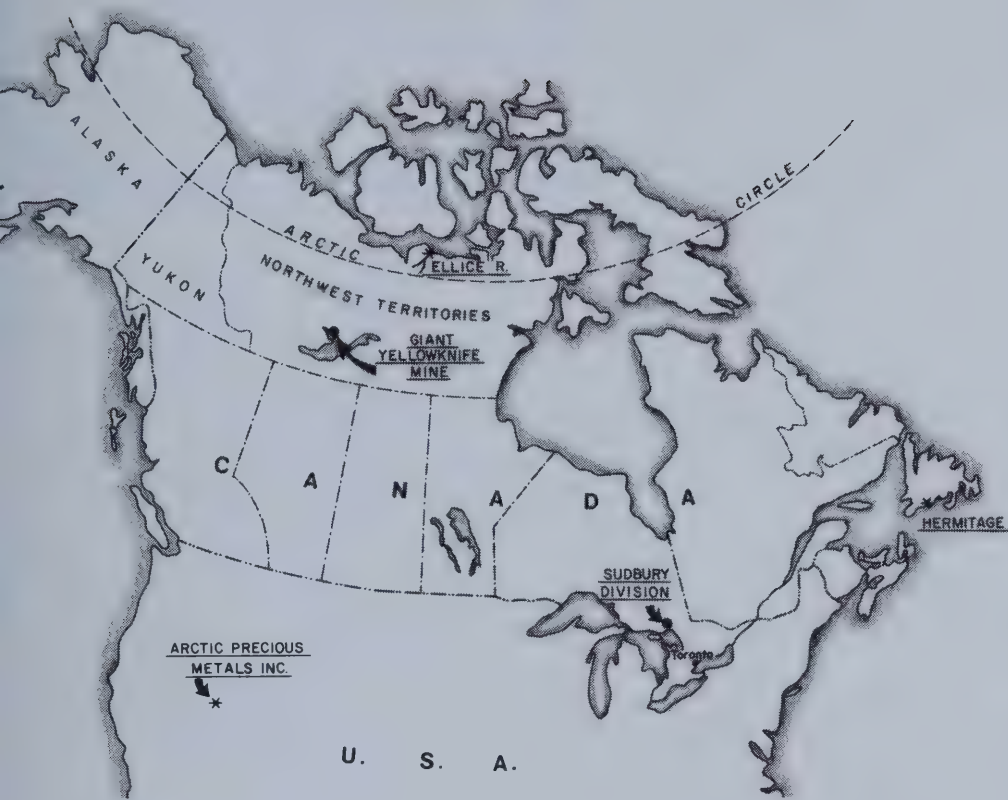 ALASKA
YUKON
ARCTIC
CIRCLE
ELLICE R.
NORTHWEST TERRITORIES
GIANT
YELLOWKNIFE
MINE
C A N A D A
HERMITAGE
SUDBURY
DIVISION
Toronto
ARCTIC PRECIOUS
METALS INC.
U. S. A.